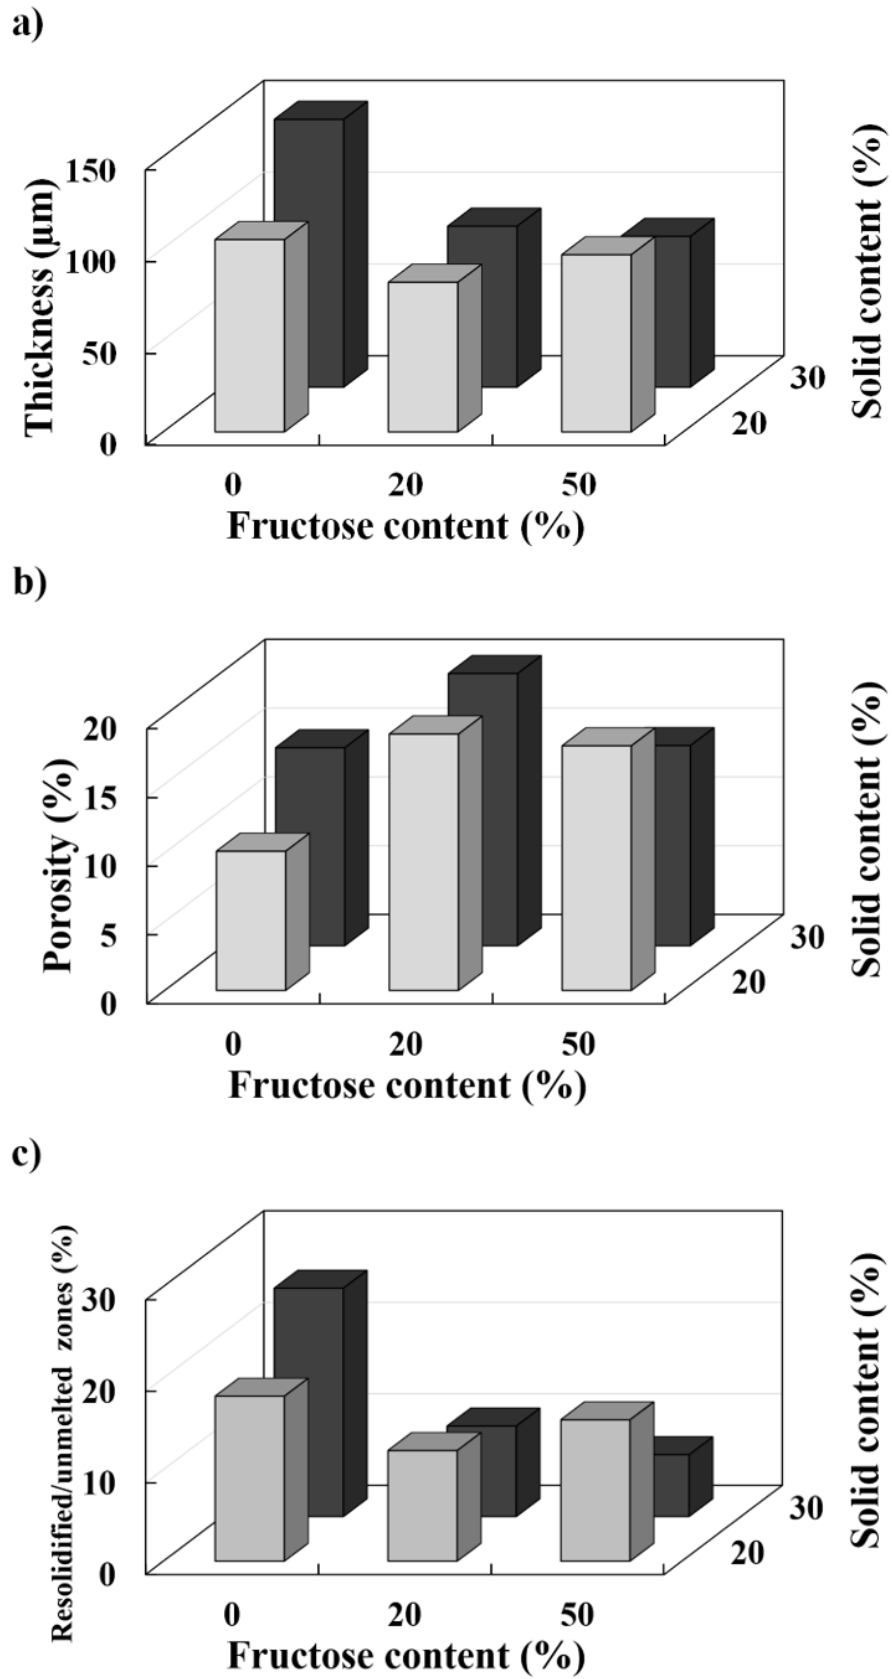 a)
Thickness (µm)
150
100
50
0
0
20
50
Fructose content (%)
20
30
Solid content (%)
b)
Porosity (%)
20
15
10
5
0
0
20
50
Fructose content (%)
20
30
Solid content (%)
c)
Resolidified/unmelted zones (%)
30
20
10
0
0
20
50
Fructose content (%)
20
30
Solid content (%)